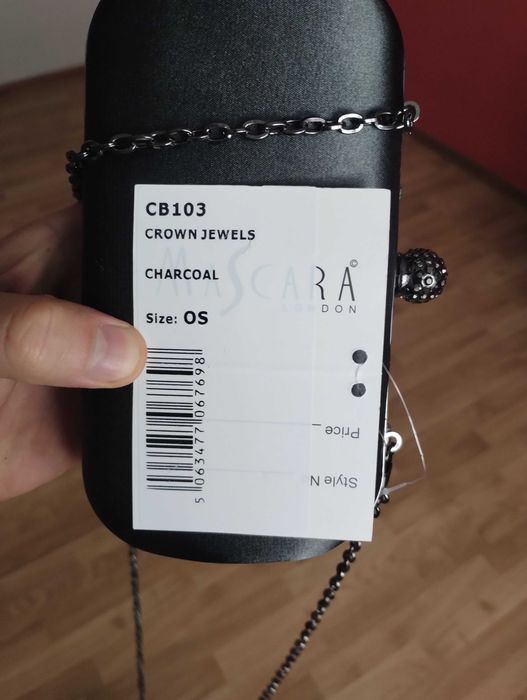 CB103
CROWN JEWELS
CHARCOAL
MASCARA ©
LONDON
Size: OS
5 063477 067698
Price _
Style N